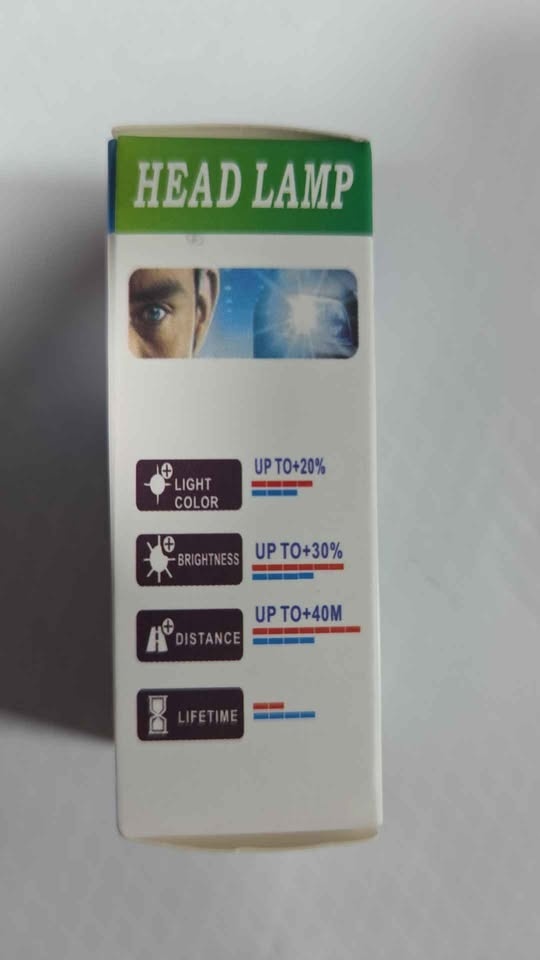 HEAD LAMP
LIGHT
COLOR
UP TO+20%
BRIGHTNESS
UP TO+30%
DISTANCE
UP TO+40M
LIFETIME